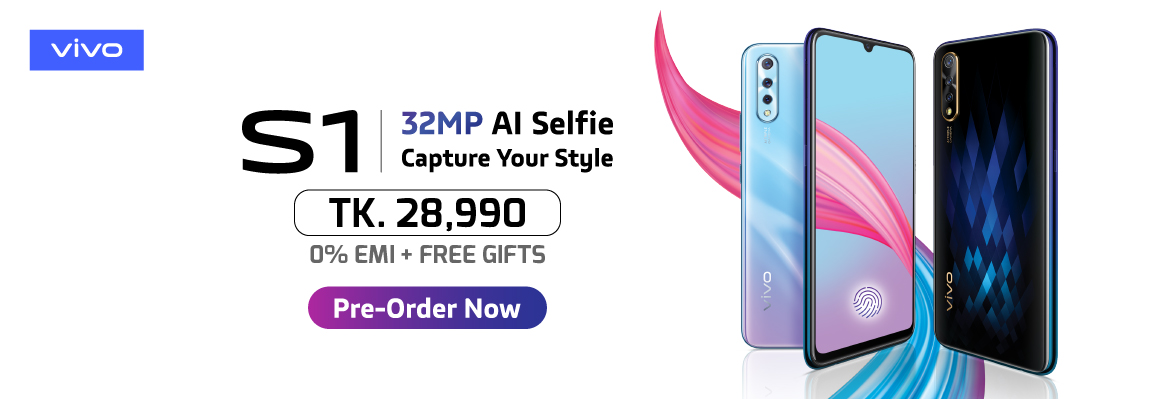 vivo
S1
32MP AI Selfie
Capture Your Style
TK. 28,990
0% EMI + FREE GIFTS
Pre-Order Now
vivo
vivo